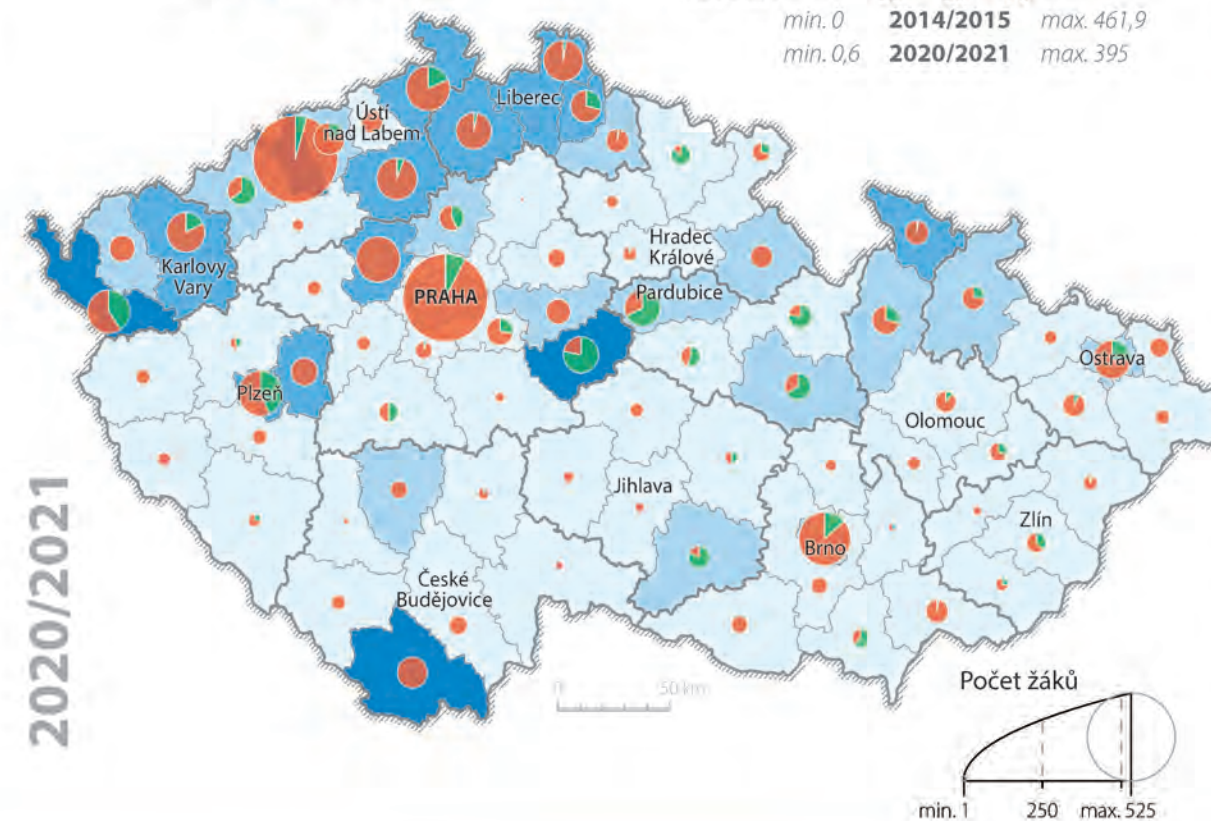 min. 0 2014/2015 max. 461,9
min. 0,6 2020/2021 max. 395
Liberec
Ústí
nad Labem
Karlovy
Vary
Hradec
Králové
PRAHA
Pardubice
Plzeň
Ostrava
Olomouc
Jihlava
Zlín
Brno
České
Budějovice
2020/2021
0 50 km
Počet žáků
min. 1 250 max. 525